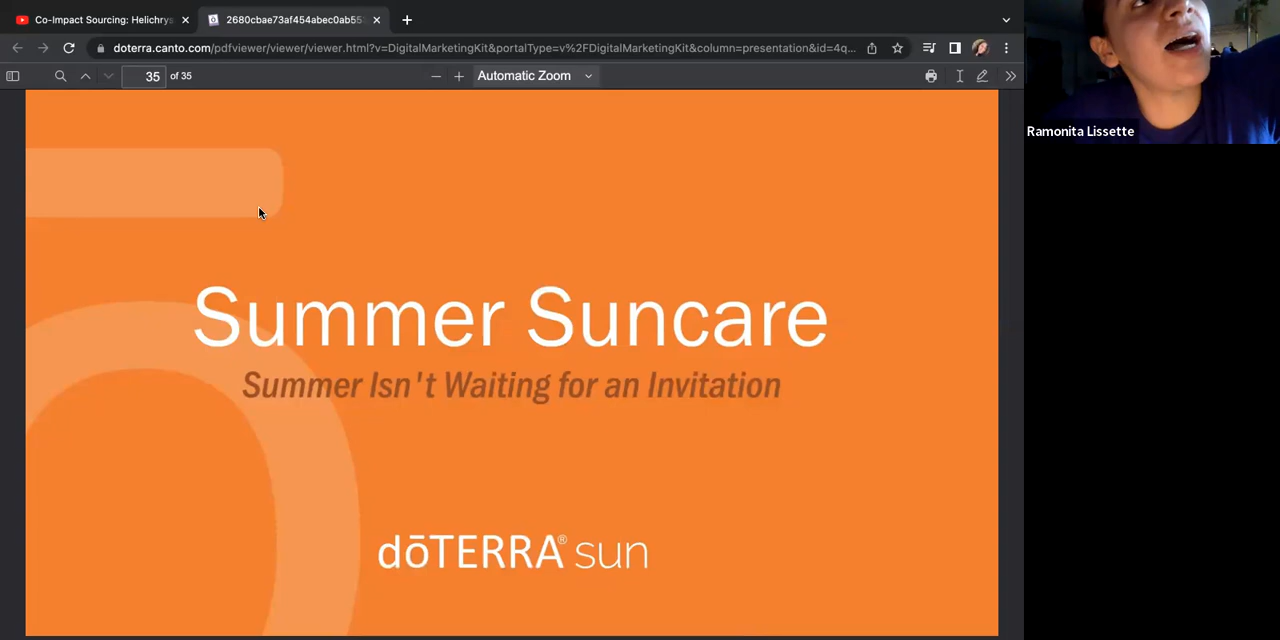 Co-Impact Sourcing: Helichrys
2680cbae73af454abec0ab55
doterra.canto.com/pdfviewer/viewer/viewer.html?v=DigitalMarketingKit&portalType=v%2FDigitalMarketingKit&column=presentation&id=4q...
35 of 35
Automatic Zoom
Ramonita Lissette
Summer Suncare
Summer Isn't Waiting for an Invitation
dōTERRA® sun